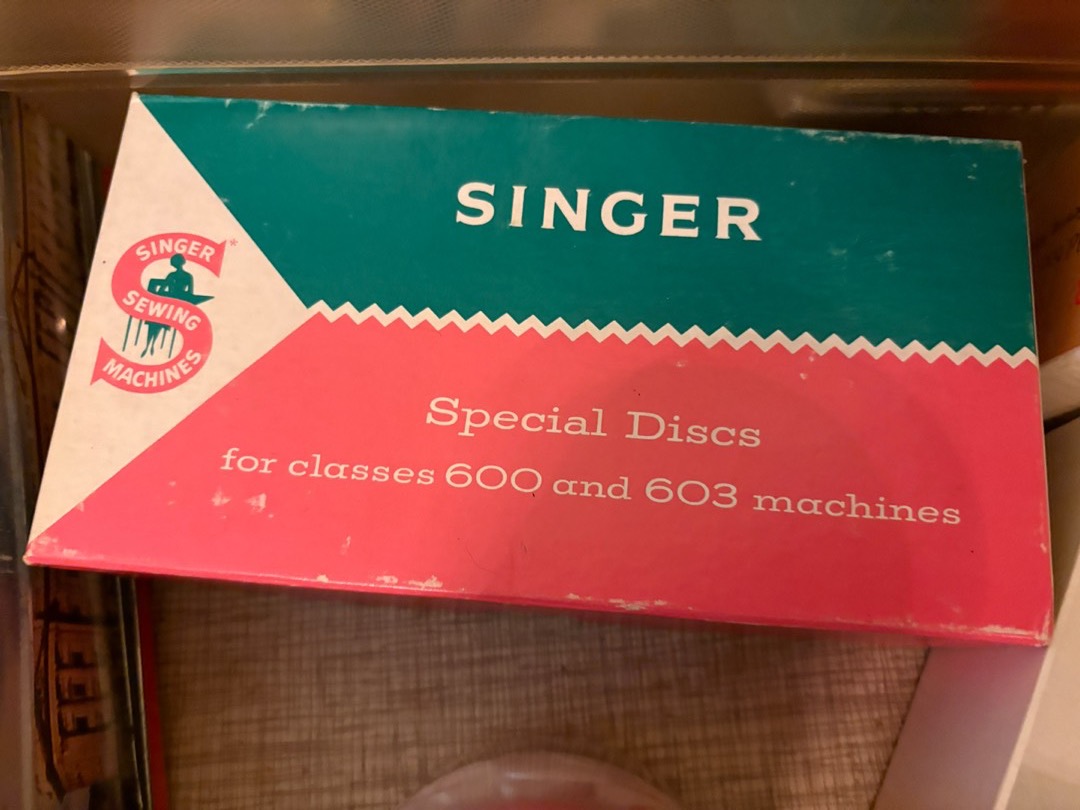 SINGER
SINGER*
SEWING
MACHINES
Special Discs
for classes 600 and 603 machines